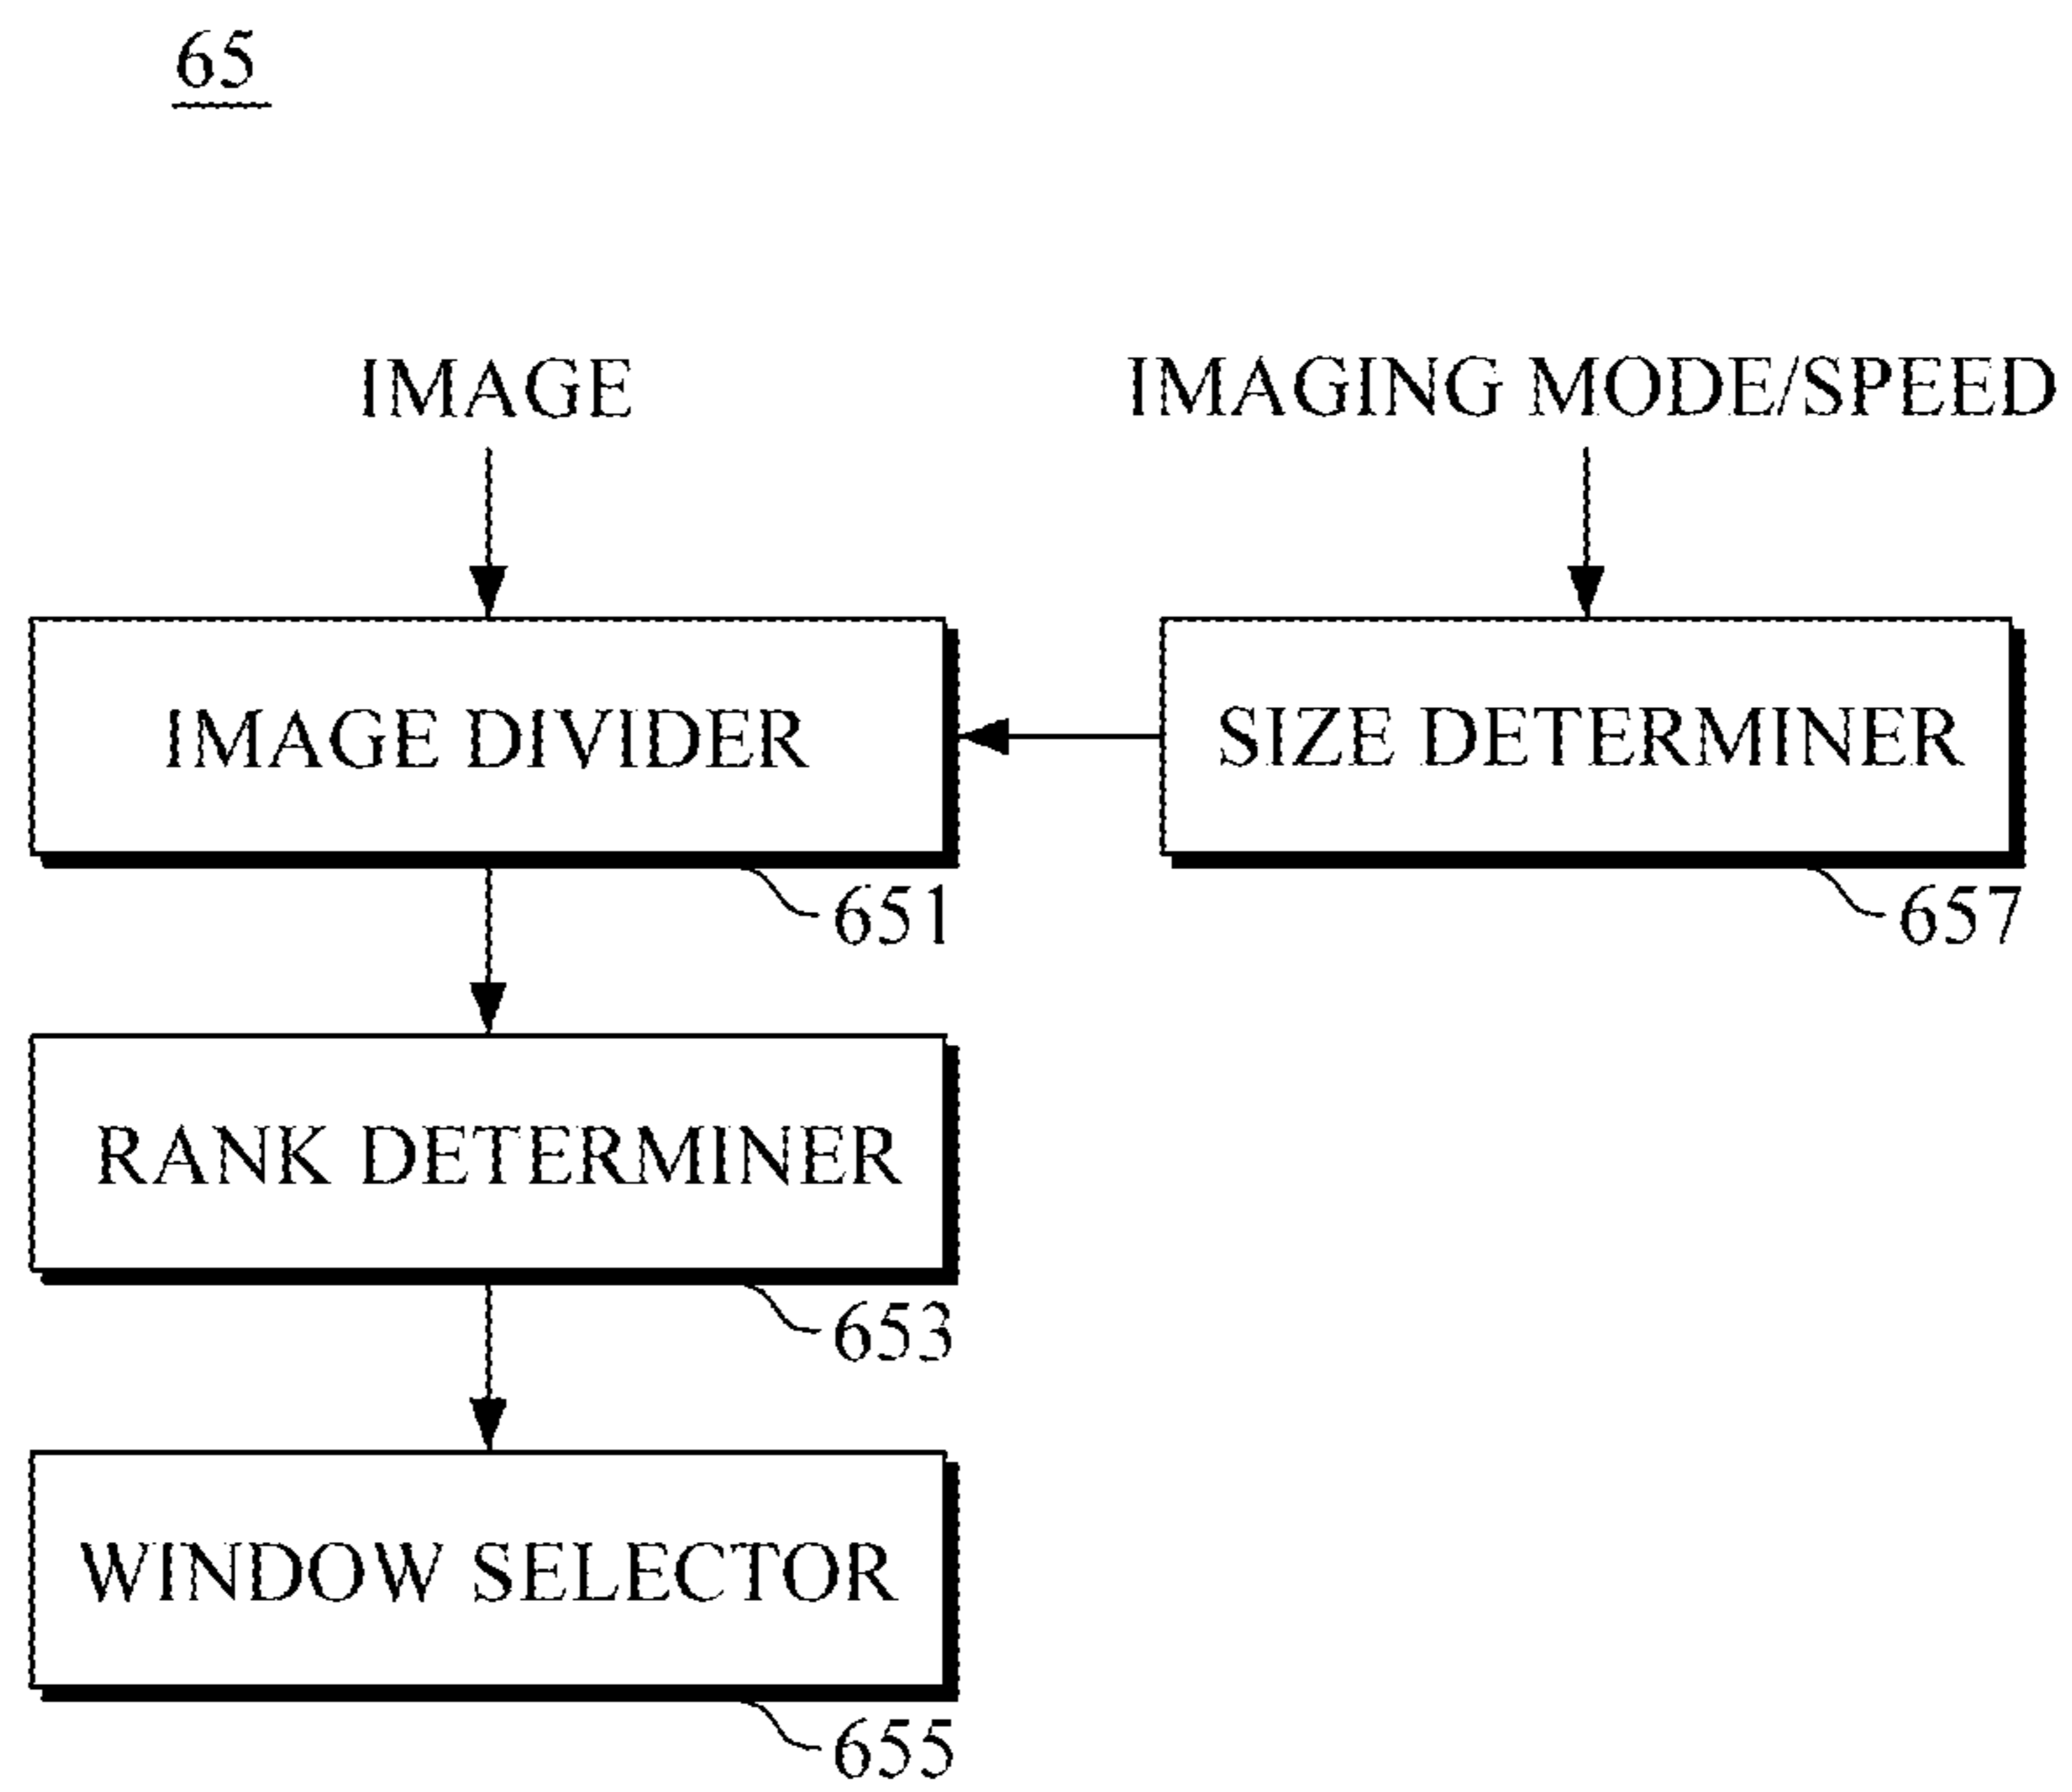 65
IMAGE
IMAGING MODE/SPEED
IMAGE DIVIDER
SIZE DETERMINER
651
657
RANK DETERMINER
653
WINDOW SELECTOR
655